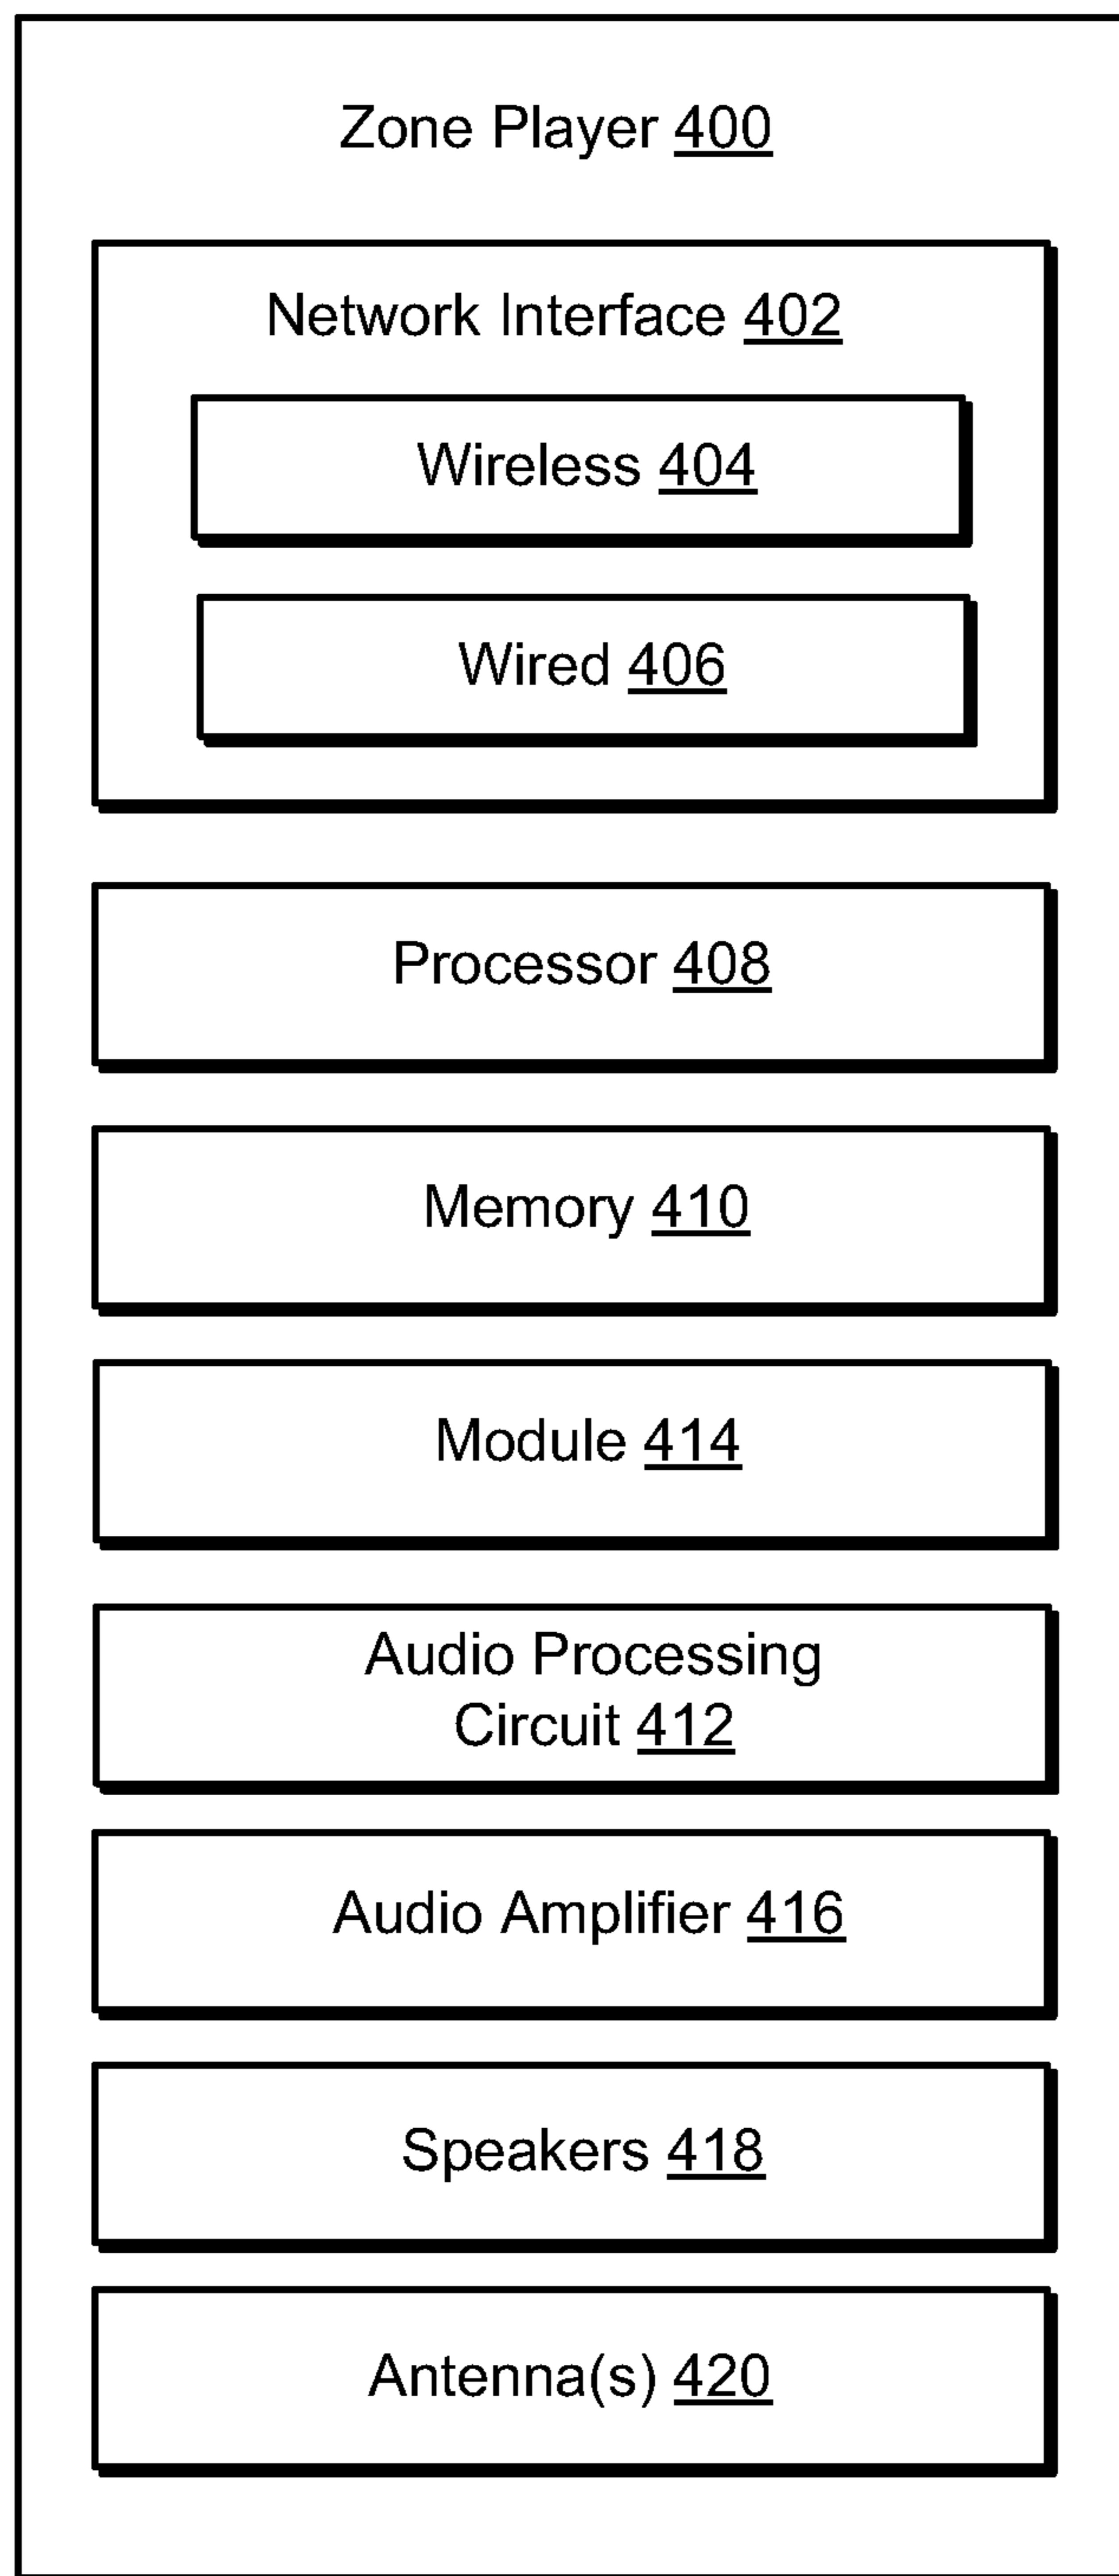 Zone Player 400
Network Interface 402
Wireless 404
Wired 406
Processor 408
Memory 410
Module 414
Audio Processing
Circuit 412
Audio Amplifier 416
Speakers 418
Antenna(s) 420